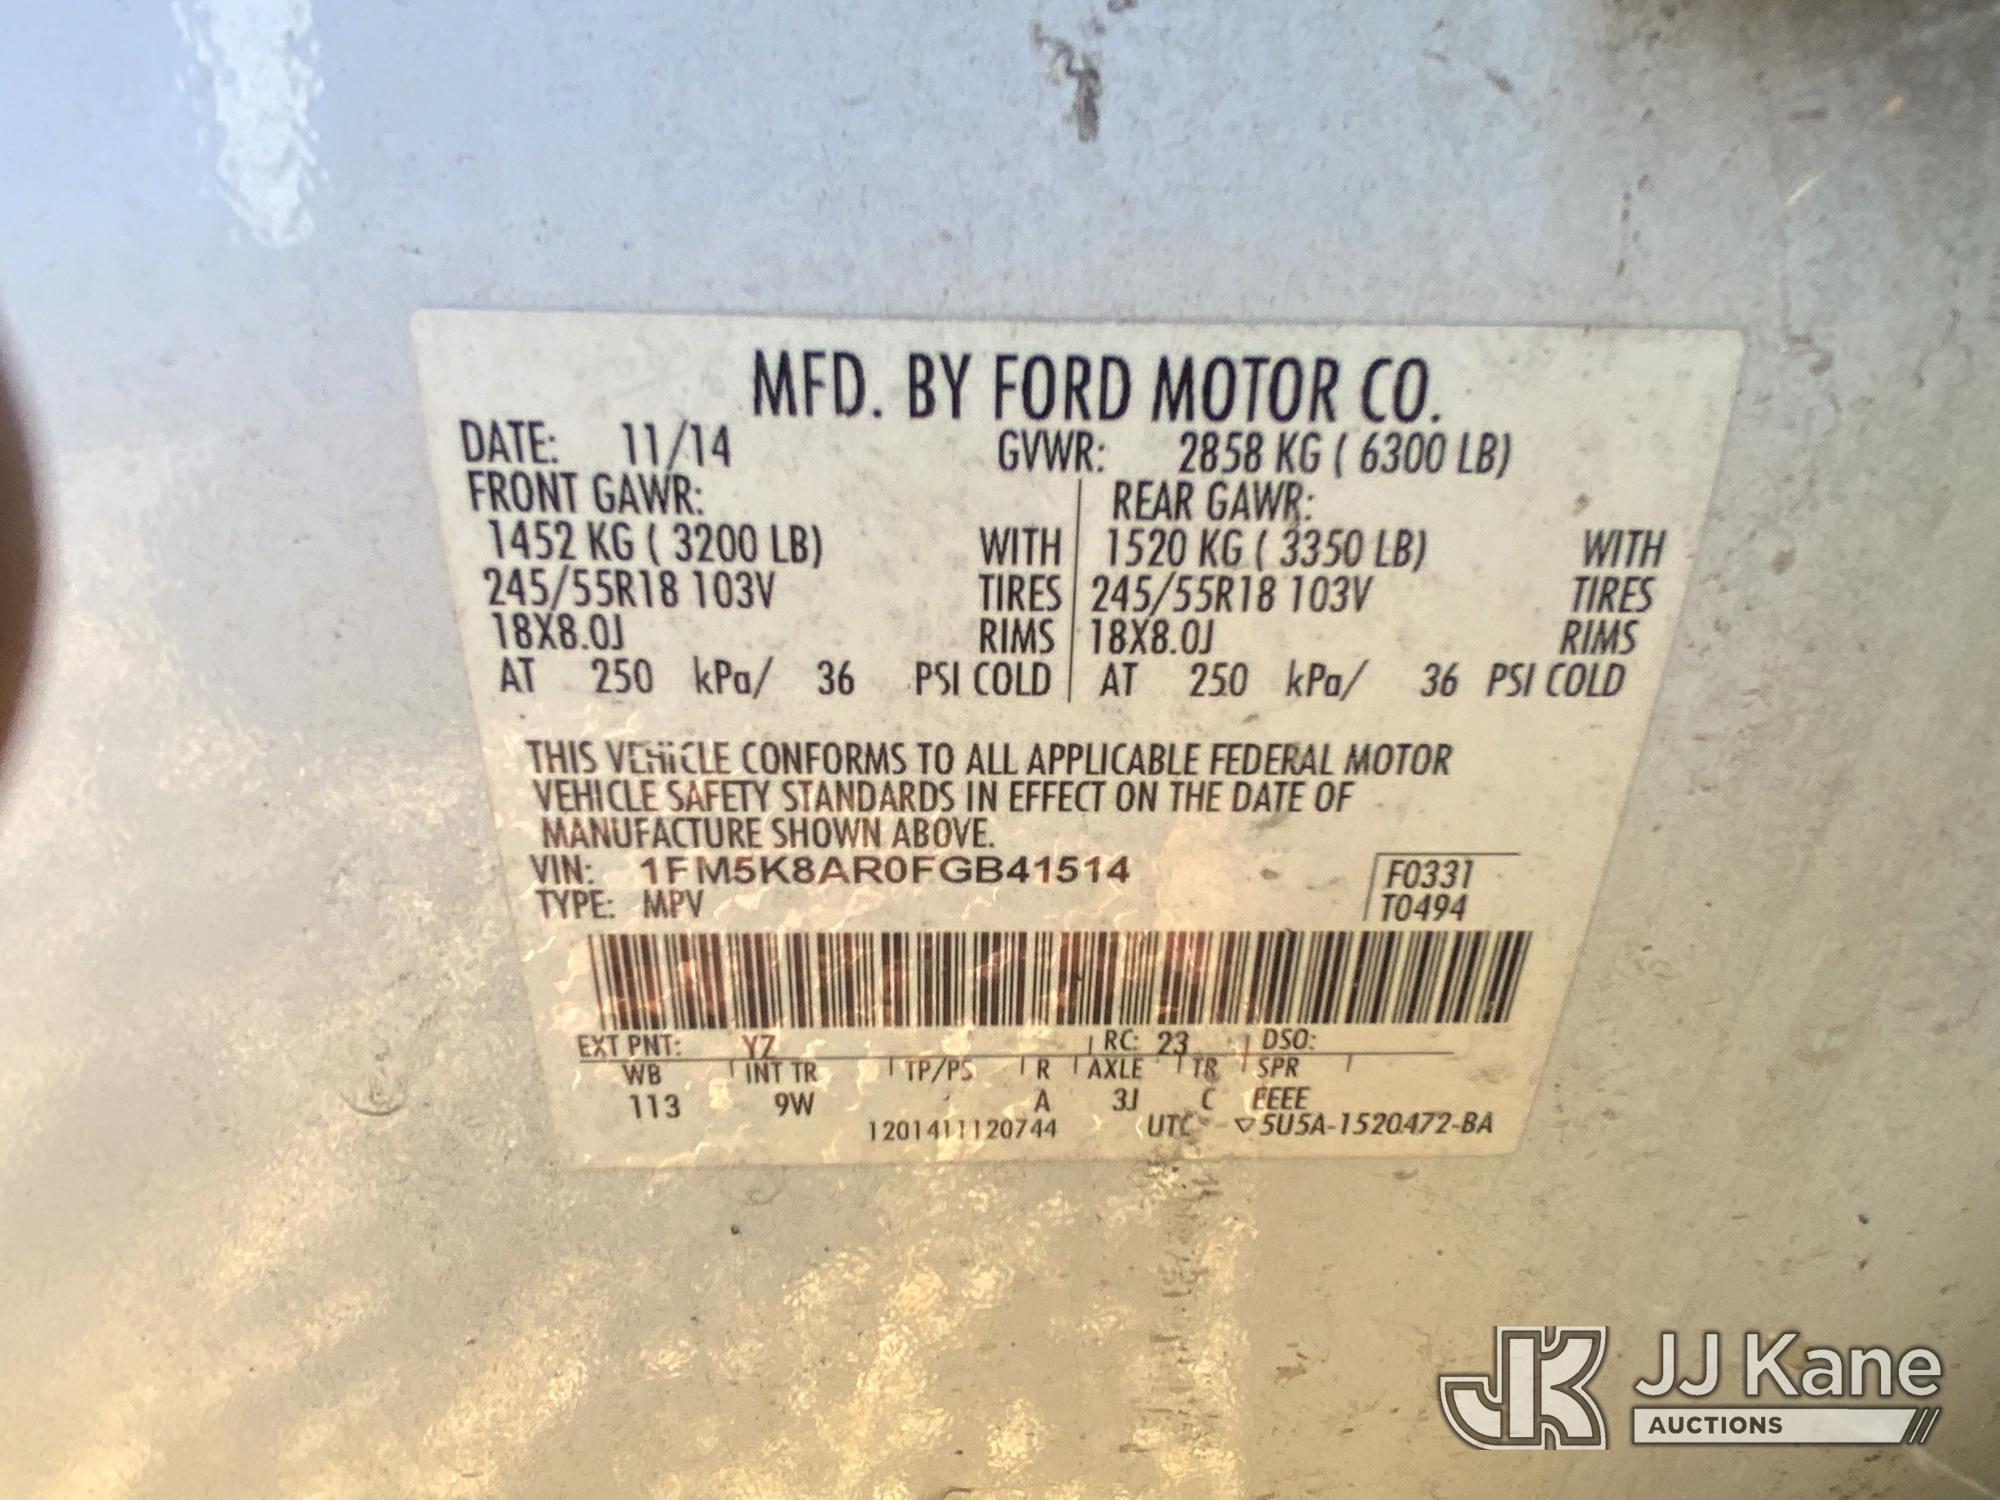 MFD. BY FORD MOTOR CO.
DATE: 11/14 GVWR: 2858 KG ( 6300 LB)
FRONT GAWR: REAR GAWR:
1452 KG ( 3200 LB) WITH 1520 KG ( 3350 LB) WITH
245/55R18 103V TIRES 245/55R18 103V TIRES
18X8.0J RIMS 18X8.0J RIMS
AT 250 kPa/ 36 PSI COLD AT 250 kPa/ 36 PSI COLD
THIS VEHICLE CONFORMS TO ALL APPLICABLE FEDERAL MOTOR
VEHICLE SAFETY STANDARDS IN EFFECT ON THE DATE OF
MANUFACTURE SHOWN ABOVE.
VIN: 1FM5K8AR0FGB41514 F0331
TYPE: MPV T0494
EXT PNT: YZ RC: 23 DSO:
WB INT TR TP/PS R AXLE TR SPR
113 9W A 3J C EEEE
1201411120744 UTC ▽5U5A-1520472-BA
JK JJ Kane
AUCTIONS